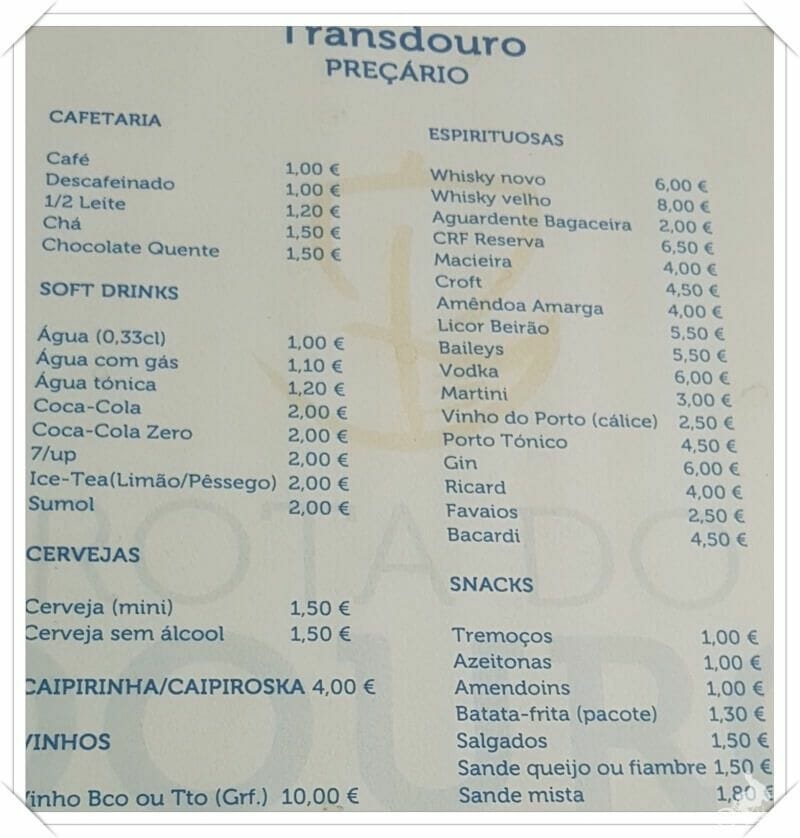 Transdouro
PREÇÁRIO
CAFETARIA
Café 1,00 €
Descafeinado 1,00 €
1/2 Leite 1,20 €
Chá 1,50 €
Chocolate Quente 1,50 €
SOFT DRINKS
Água (0,33cl) 1,00 €
Água com gás 1,10 €
Água tónica 1,20 €
Coca-Cola 2,00 €
Coca-Cola Zero 2,00 €
7/up 2,00 €
Ice-Tea(Limão/Pêssego) 2,00 €
Sumol 2,00 €
CERVEJAS
Cerveja (mini) 1,50 €
Cerveja sem álcool 1,50 €
CAIPIRINHA/CAIPIROSKA 4,00 €
VINHOS
Vinho Bco ou Tto (Grf.) 10,00 €
ESPIRITUOSAS
Whisky novo 6,00 €
Whisky velho 8,00 €
Aguardente Bagaceira 2,00 €
CRF Reserva 6,50 €
Macieira 4,00 €
Croft 4,50 €
Amêndoa Amarga 4,00 €
Licor Beirão 5,50 €
Baileys 5,50 €
Vodka 6,00 €
Martini 3,00 €
Vinho do Porto (cálice) 2,50 €
Porto Tónico 4,50 €
Gin 6,00 €
Ricard 4,00 €
Favaios 2,50 €
Bacardi 4,50 €
SNACKS
Tremoços 1,00 €
Azeitonas 1,00 €
Amendoins 1,00 €
Batata-frita (pacote) 1,30 €
Salgados 1,50 €
Sande queijo ou fiambre 1,50 €
Sande mista 1,80 €
ROTA DO
DOURO